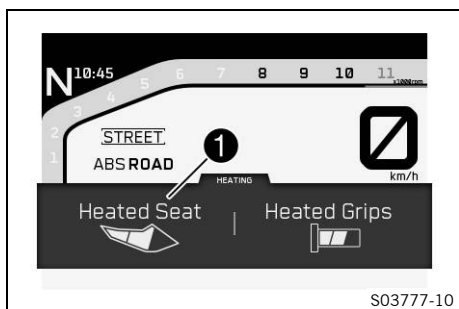 N 10:45
1 2 3 4 5 6 7 8 9 10 11
x1000rpm
STREET
ABS ROAD
1
0
km/h
HEATING
Heated Seat | Heated Grips
S03777-10